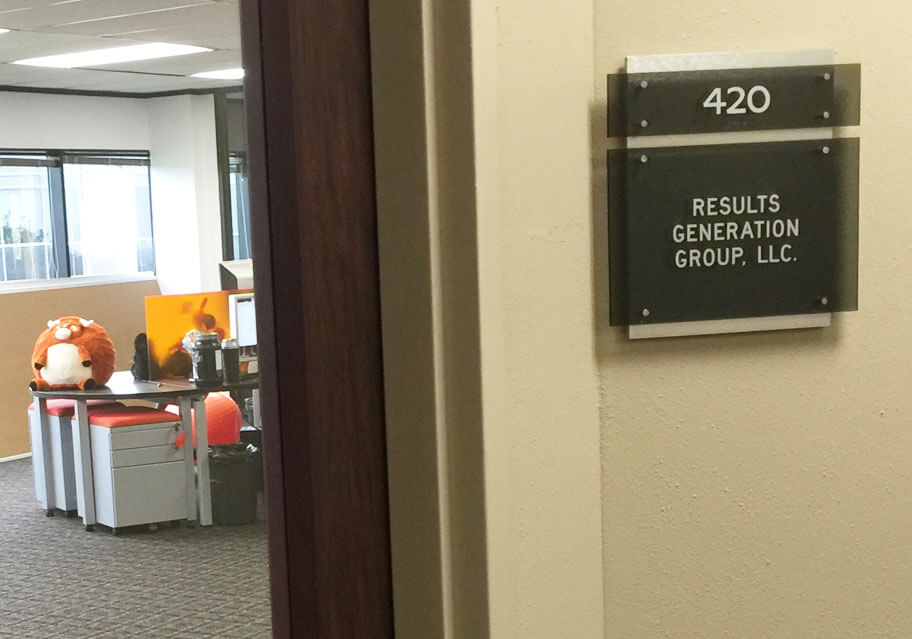 420
RESULTS
GENERATION
GROUP, LLC.